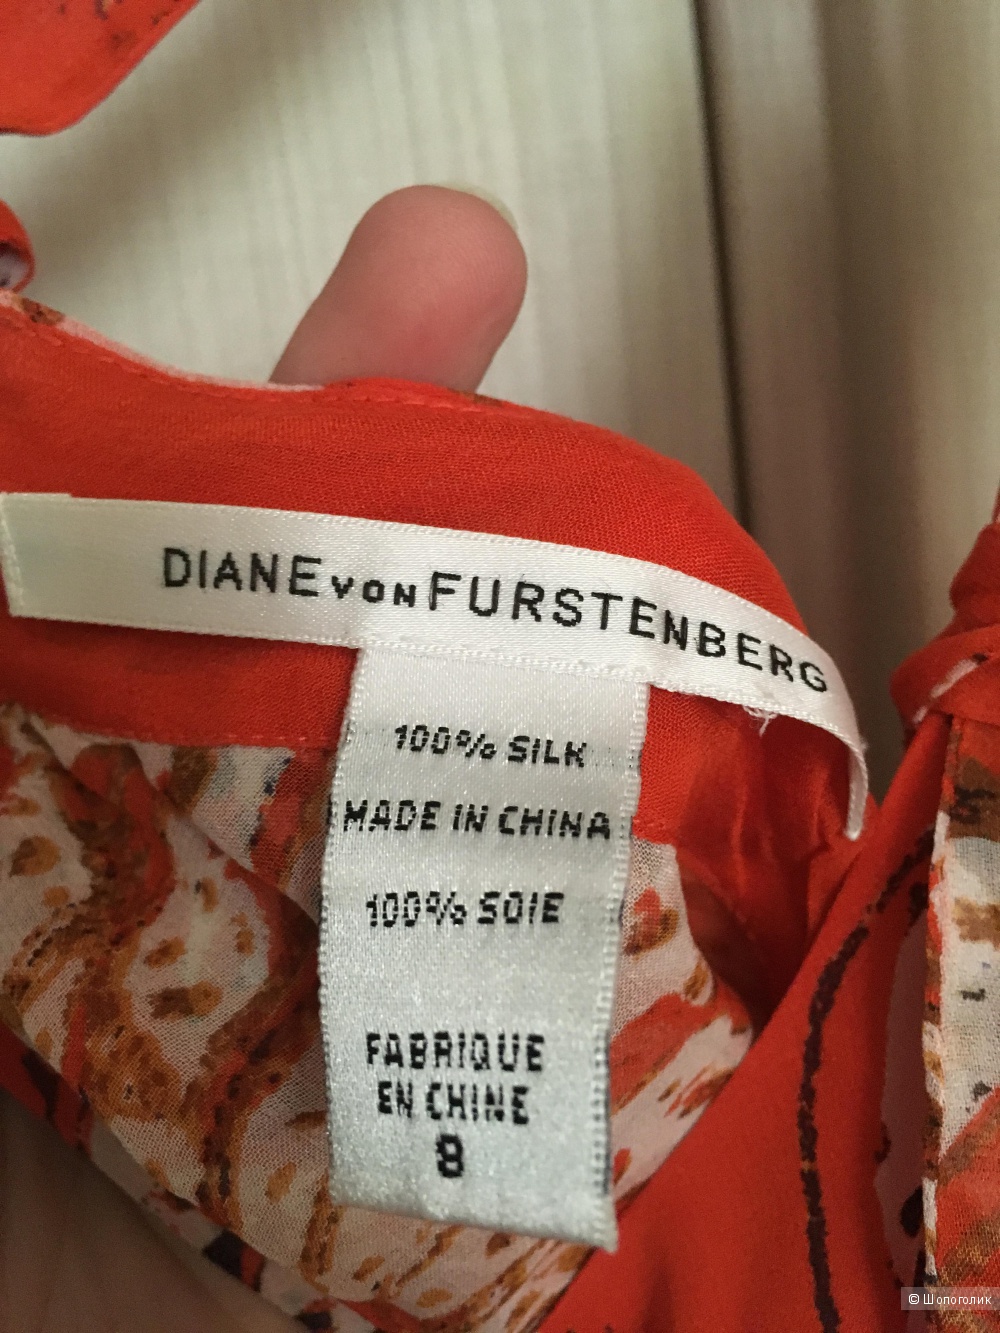 DIANE VON FURSTENBERG
100% SILK
MADE IN CHINA
100% SOIE
FABRIQUE
EN CHINE
8
© Шопоголик